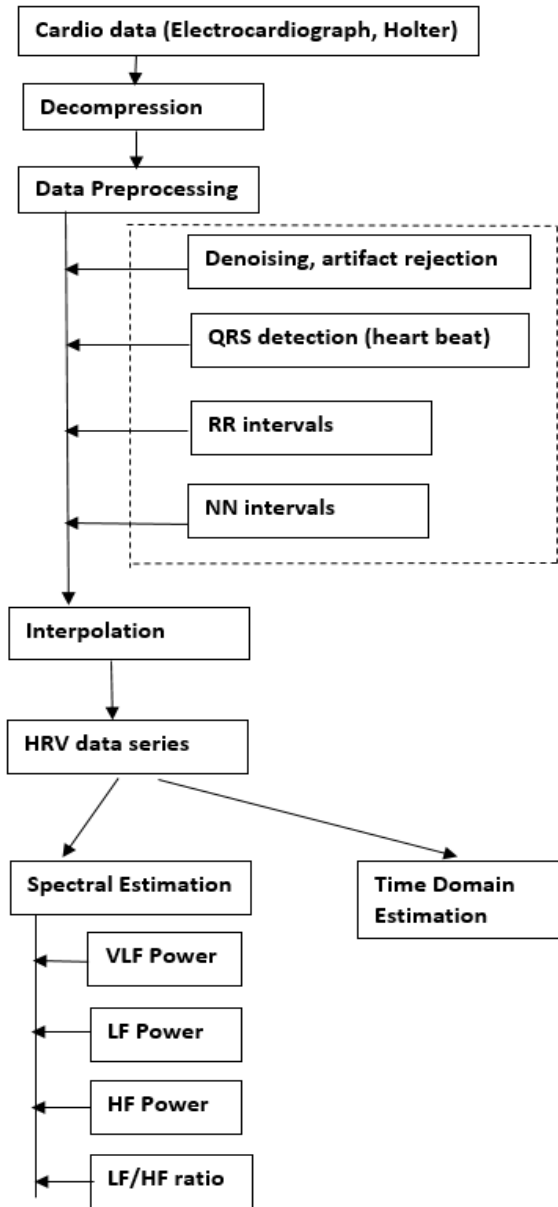 Cardio data (Electrocardiograph, Holter)
Decompression
Data Preprocessing
Denoising, artifact rejection
QRS detection (heart beat)
RR intervals
NN intervals
Interpolation
HRV data series
Spectral Estimation
Time Domain
Estimation
VLF Power
LF Power
HF Power
LF/HF ratio